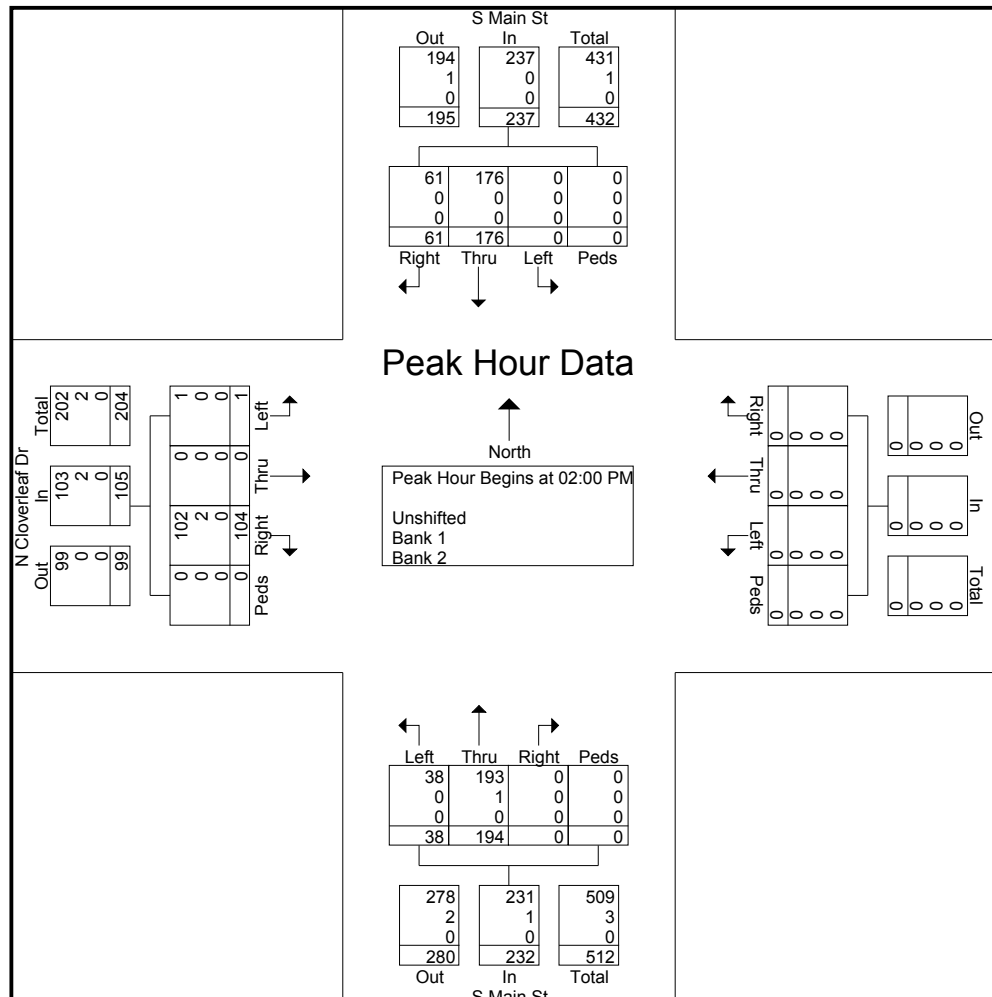 S Main St
Out In Total
194 237 431
1 0 1
0 0 0
195 237 432
61 176 0 0
0 0 0 0
0 0 0 0
61 176 0 0
Right Thru Left Peds
Peak Hour Data
North
Peak Hour Begins at 02:00 PM
Unshifted
Bank 1
Bank 2
N Cloverleaf Dr
Out In Total
99 103 202
0 2 2
0 0 0
99 105 204
0 102 0 1
0 2 0 0
0 0 0 0
0 104 0 1
Peds Right Thru Left
Right Thru Left Peds
0 0 0 0
0 0 0 0
0 0 0 0
0 0 0 0
Out In Total
0 0 0
0 0 0
0 0 0
0 0 0
Left Thru Right Peds
38 193 0 0
0 1 0 0
0 0 0 0
38 194 0 0
278 231 509
2 1 3
0 0 0
280 232 512
Out In Total
S Main St